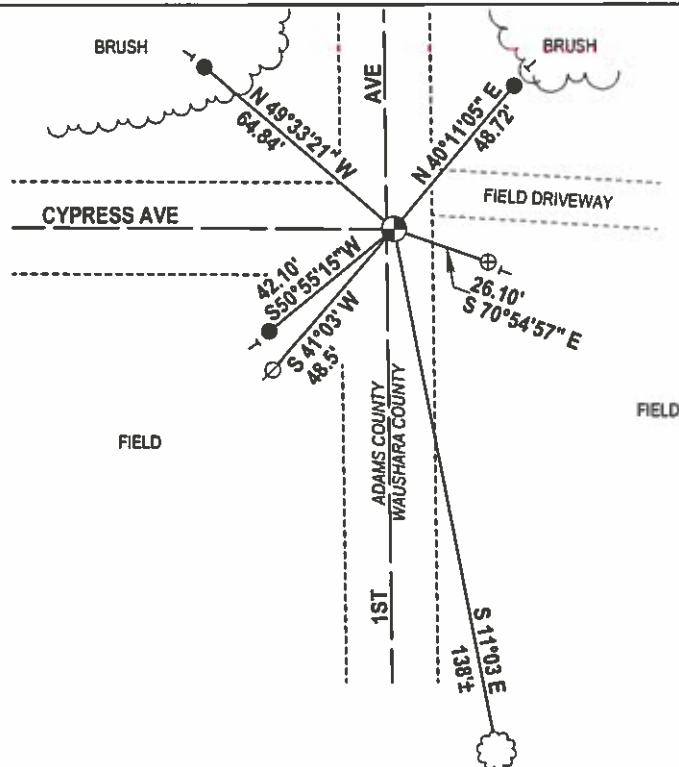 BRUSH
BRUSH
AVE
N 49°33'21" W
64.84'
N 40°11'05" E
48.72'
FIELD DRIVEWAY
CYPRESS AVE
42.10'
S50°55'15"W
S 41°03' W
48.5'
26.10'
S 70°54'57" E
FIELD
FIELD
ADAMS COUNTY
WAUSHARA COUNTY
1ST
S 11°03 E
138'±